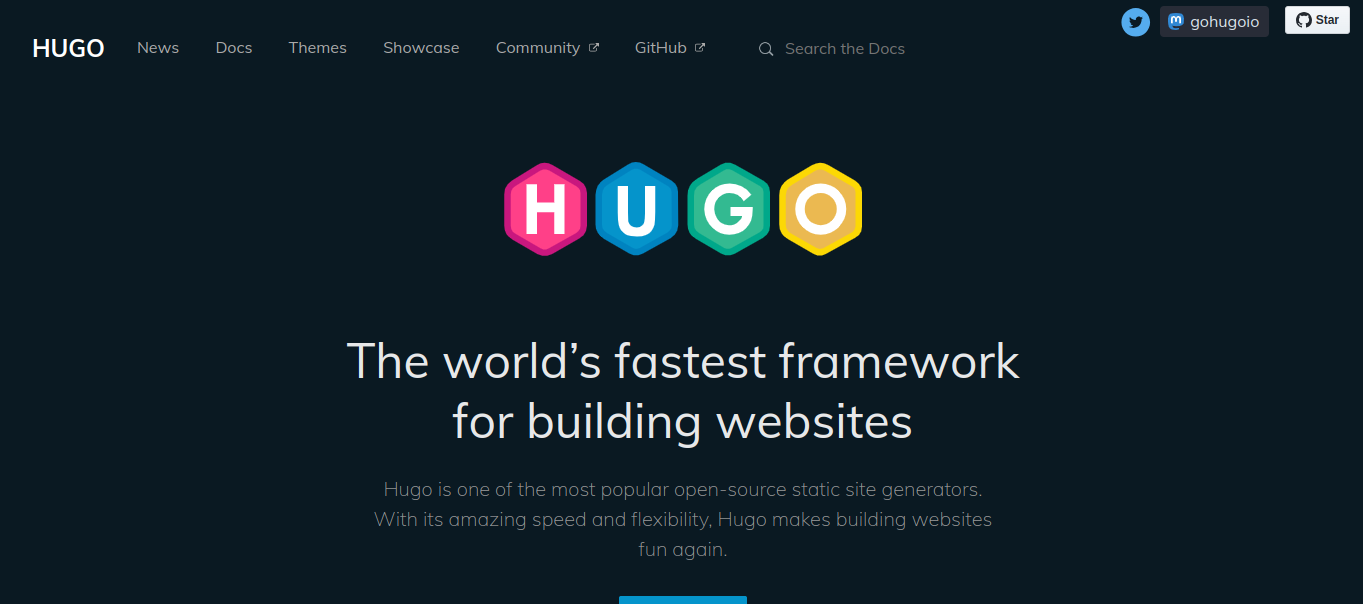 HUGO
News
Docs
Themes
Showcase
Community
GitHub
Search the Docs
gohugoio
Star
HUGO
The world’s fastest framework
for building websites
Hugo is one of the most popular open-source static site generators.
With its amazing speed and flexibility, Hugo makes building websites
fun again.